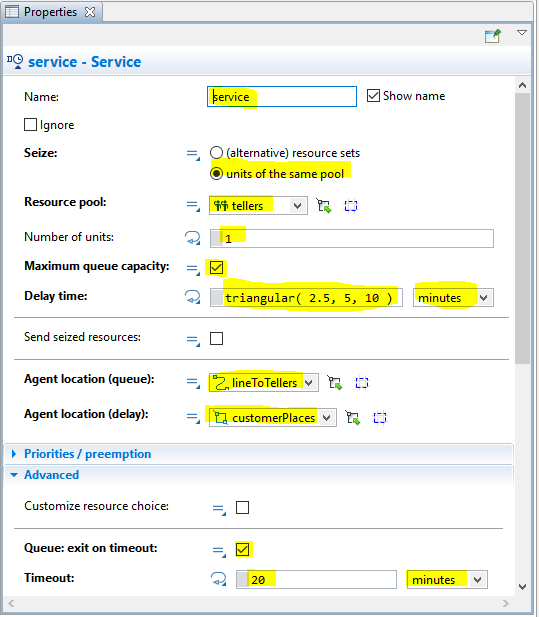 Properties
service - Service
Name: service Show name
Ignore
Seize: (alternative) resource sets
units of the same pool
Resource pool: tellers
Number of units: 1
Maximum queue capacity:
Delay time: triangular( 2.5, 5, 10 ) minutes
Send seized resources:
Agent location (queue): lineToTellers
Agent location (delay): customerPlaces
Priorities / preemption
Advanced
Customize resource choice:
Queue: exit on timeout:
Timeout: 20 minutes